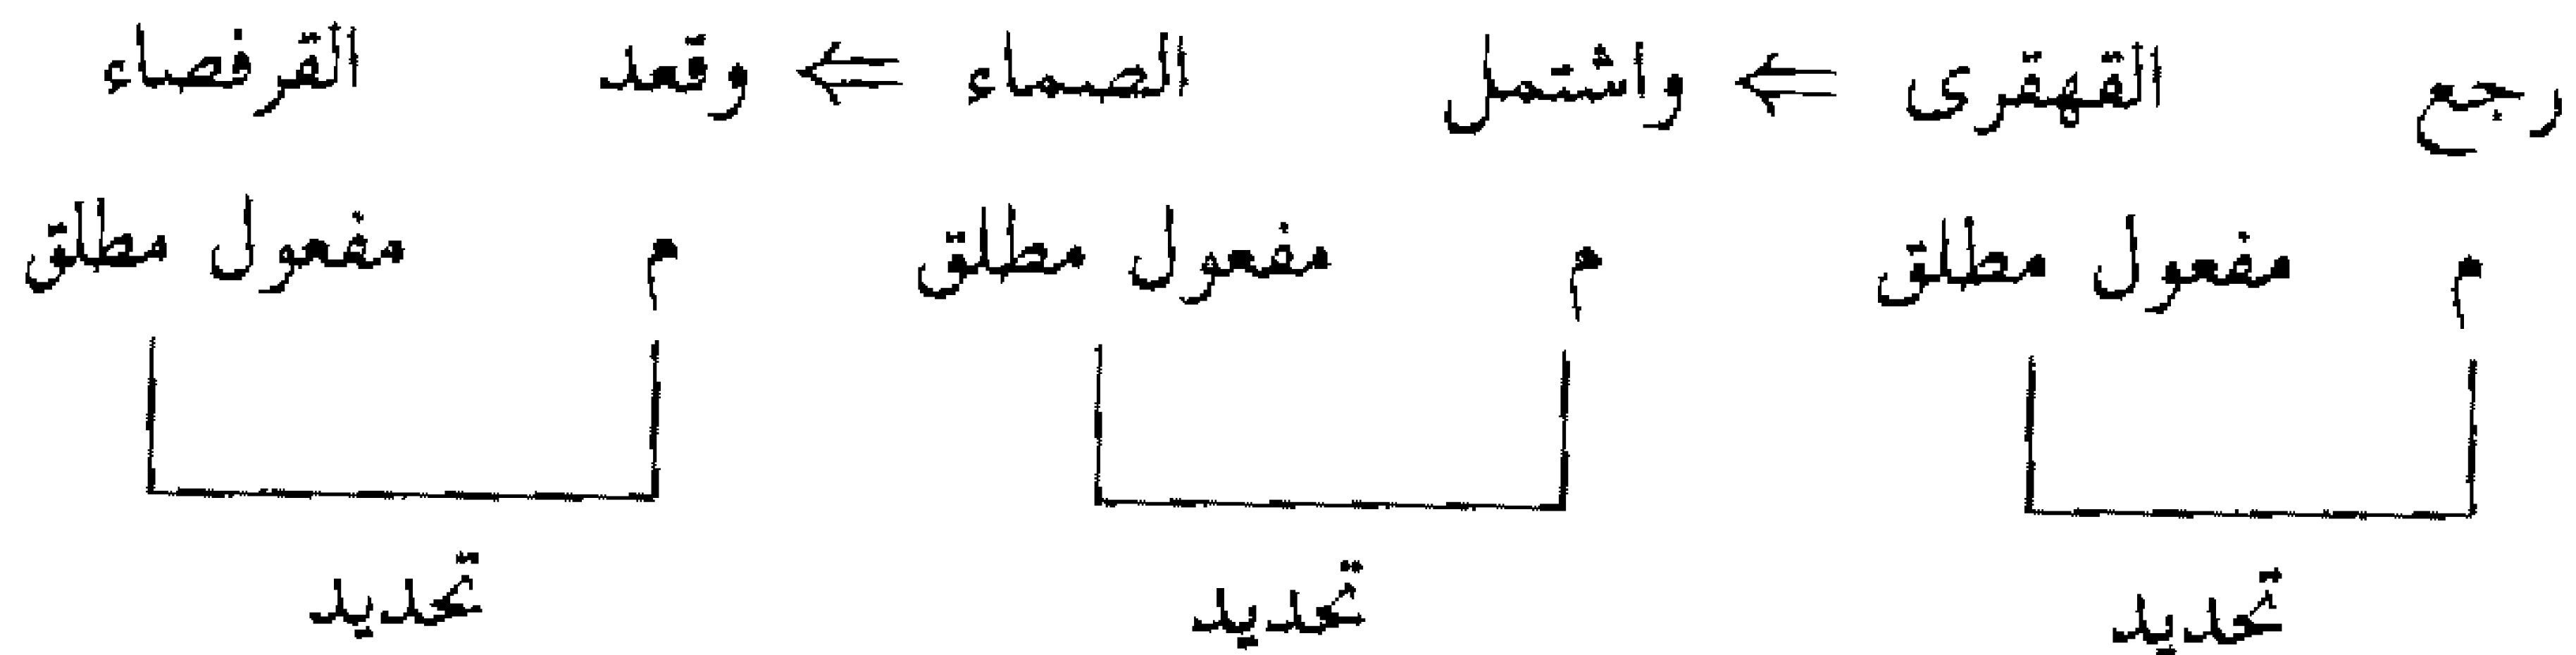 رجع القهقرى ⇐ واشتمل الصماء ⇐ وقعد القرفصاء
م مفعول مطلق م مفعول مطلق م مفعول مطلق
تحديد تحديد تحديد